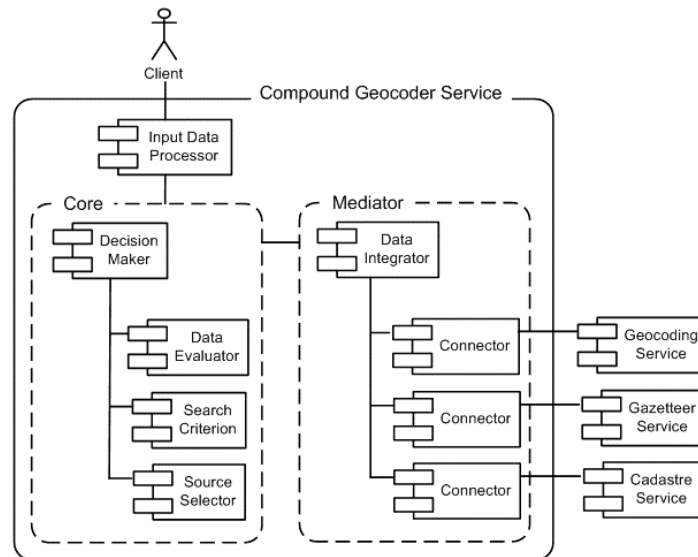 Client
Compound Geocoder Service
Input Data
Processor
Core
Mediator
Decision
Maker
Data
Integrator
Data
Evaluator
Connector
Geocoding
Service
Search
Criterion
Connector
Gazetteer
Service
Source
Selector
Connector
Cadastre
Service